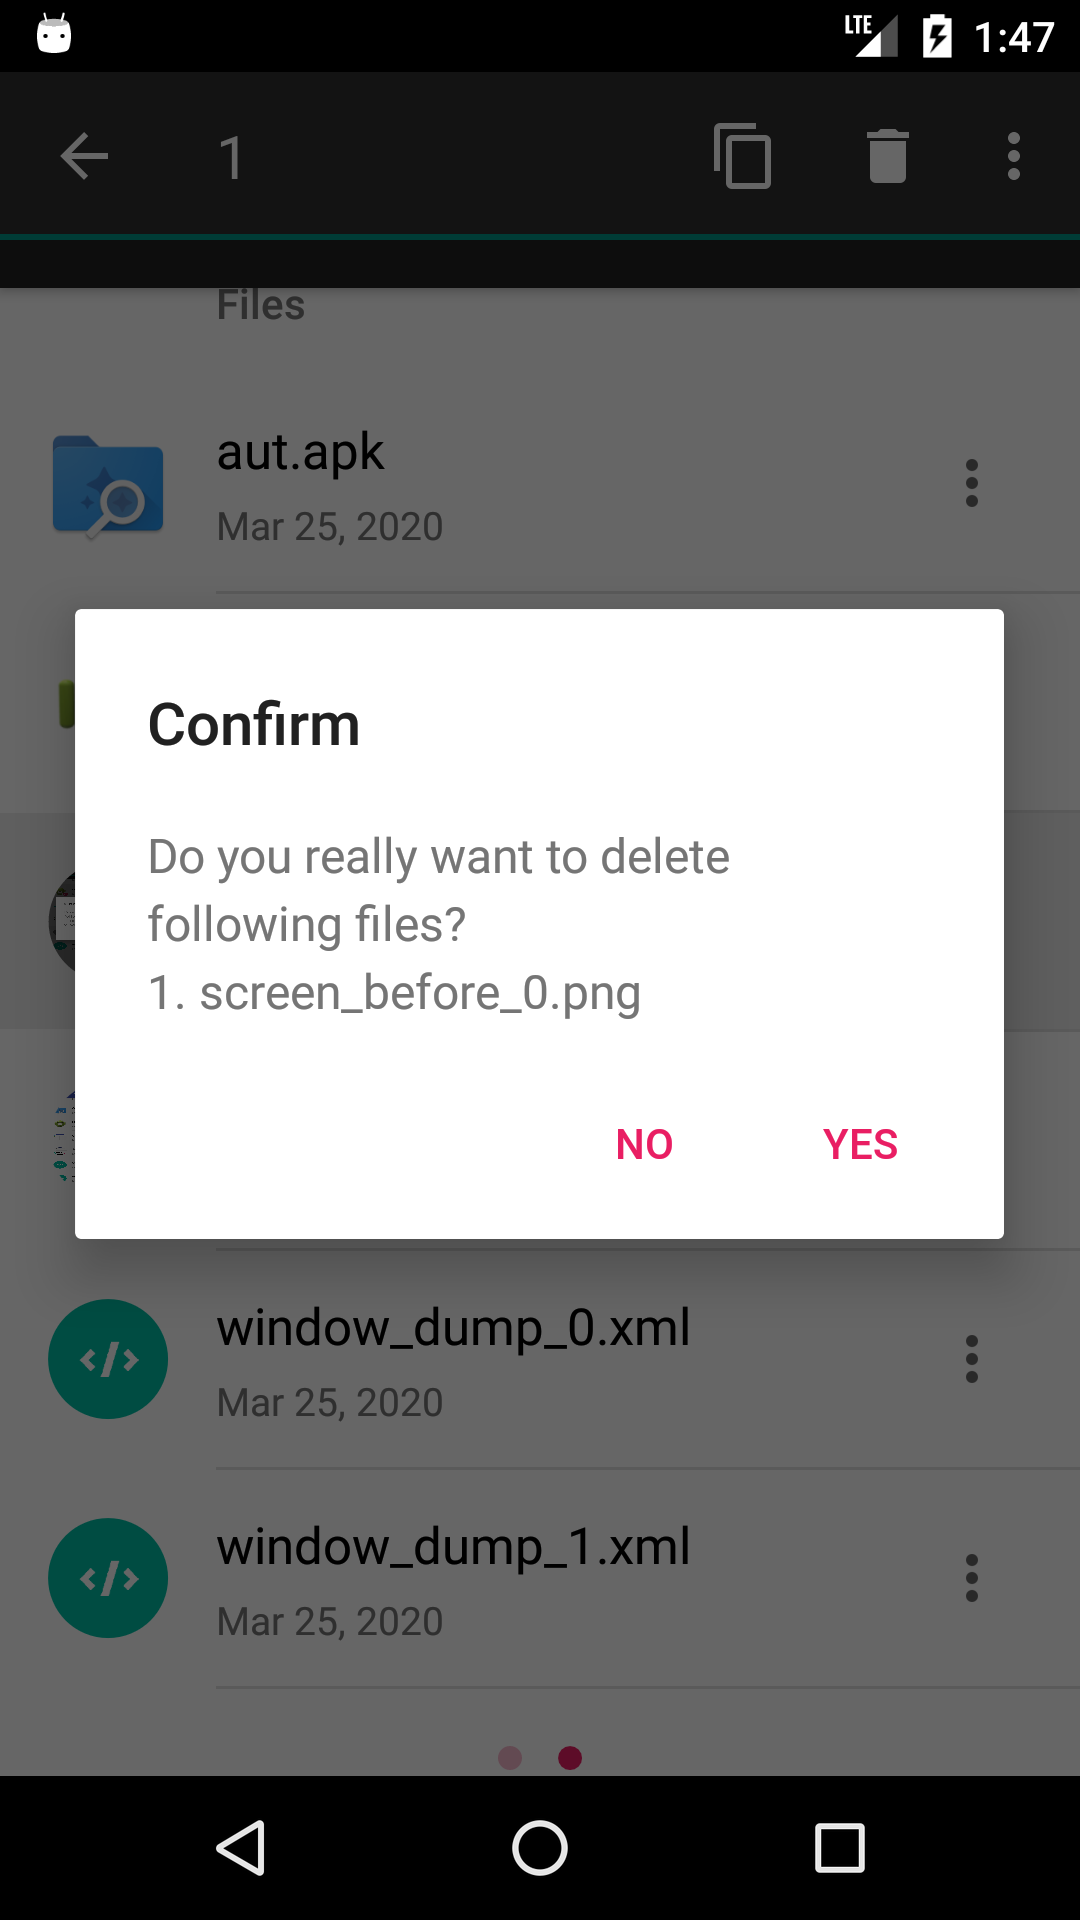 LTE 1:47
1
Files
aut.apk
Mar 25, 2020
Confirm
Do you really want to delete
following files?
1. screen_before_0.png
NO YES
window_dump_0.xml
Mar 25, 2020
window_dump_1.xml
Mar 25, 2020